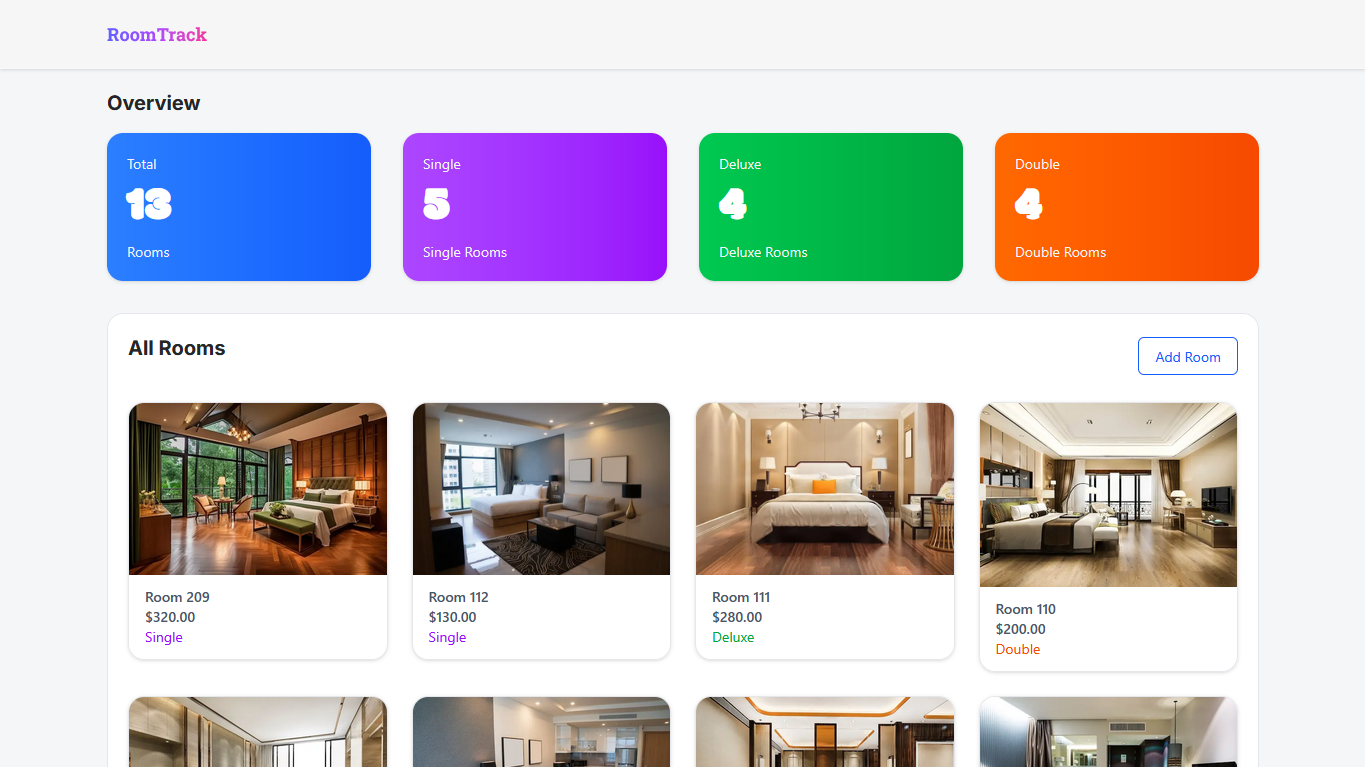 RoomTrack
Overview
Total
13
Rooms
Single
5
Single Rooms
Deluxe
4
Deluxe Rooms
Double
4
Double Rooms
All Rooms
Add Room
Room 209
$320.00
Single
Room 112
$130.00
Single
Room 111
$280.00
Deluxe
Room 110
$200.00
Double